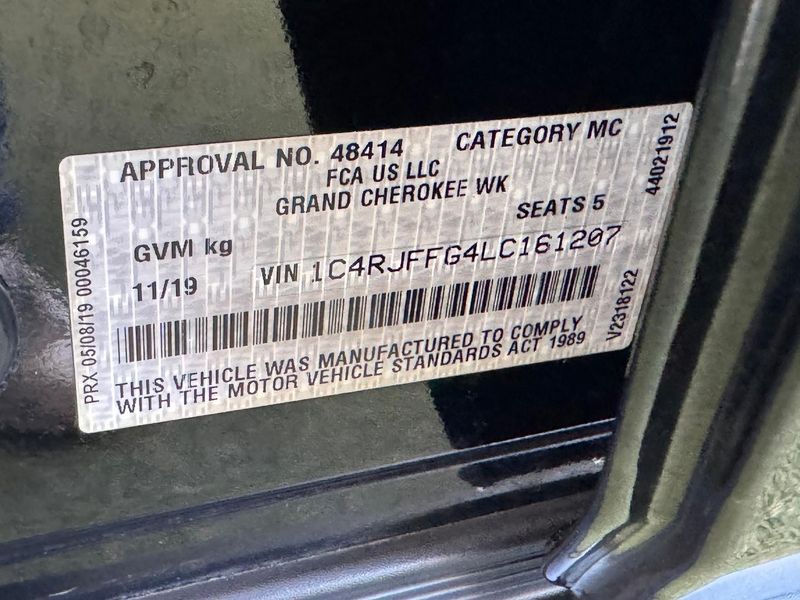 APPROVAL NO. 48414 CATEGORY MC
FCA US LLC
GRAND CHEROKEE WK
SEATS 5
GVM kg
11/19 VIN 1C4RJFFG4LC161207
THIS VEHICLE WAS MANUFACTURED TO COMPLY
WITH THE MOTOR VEHICLE STANDARDS ACT 1989
PRX 05/08/19 00046159
44021912
V2318122